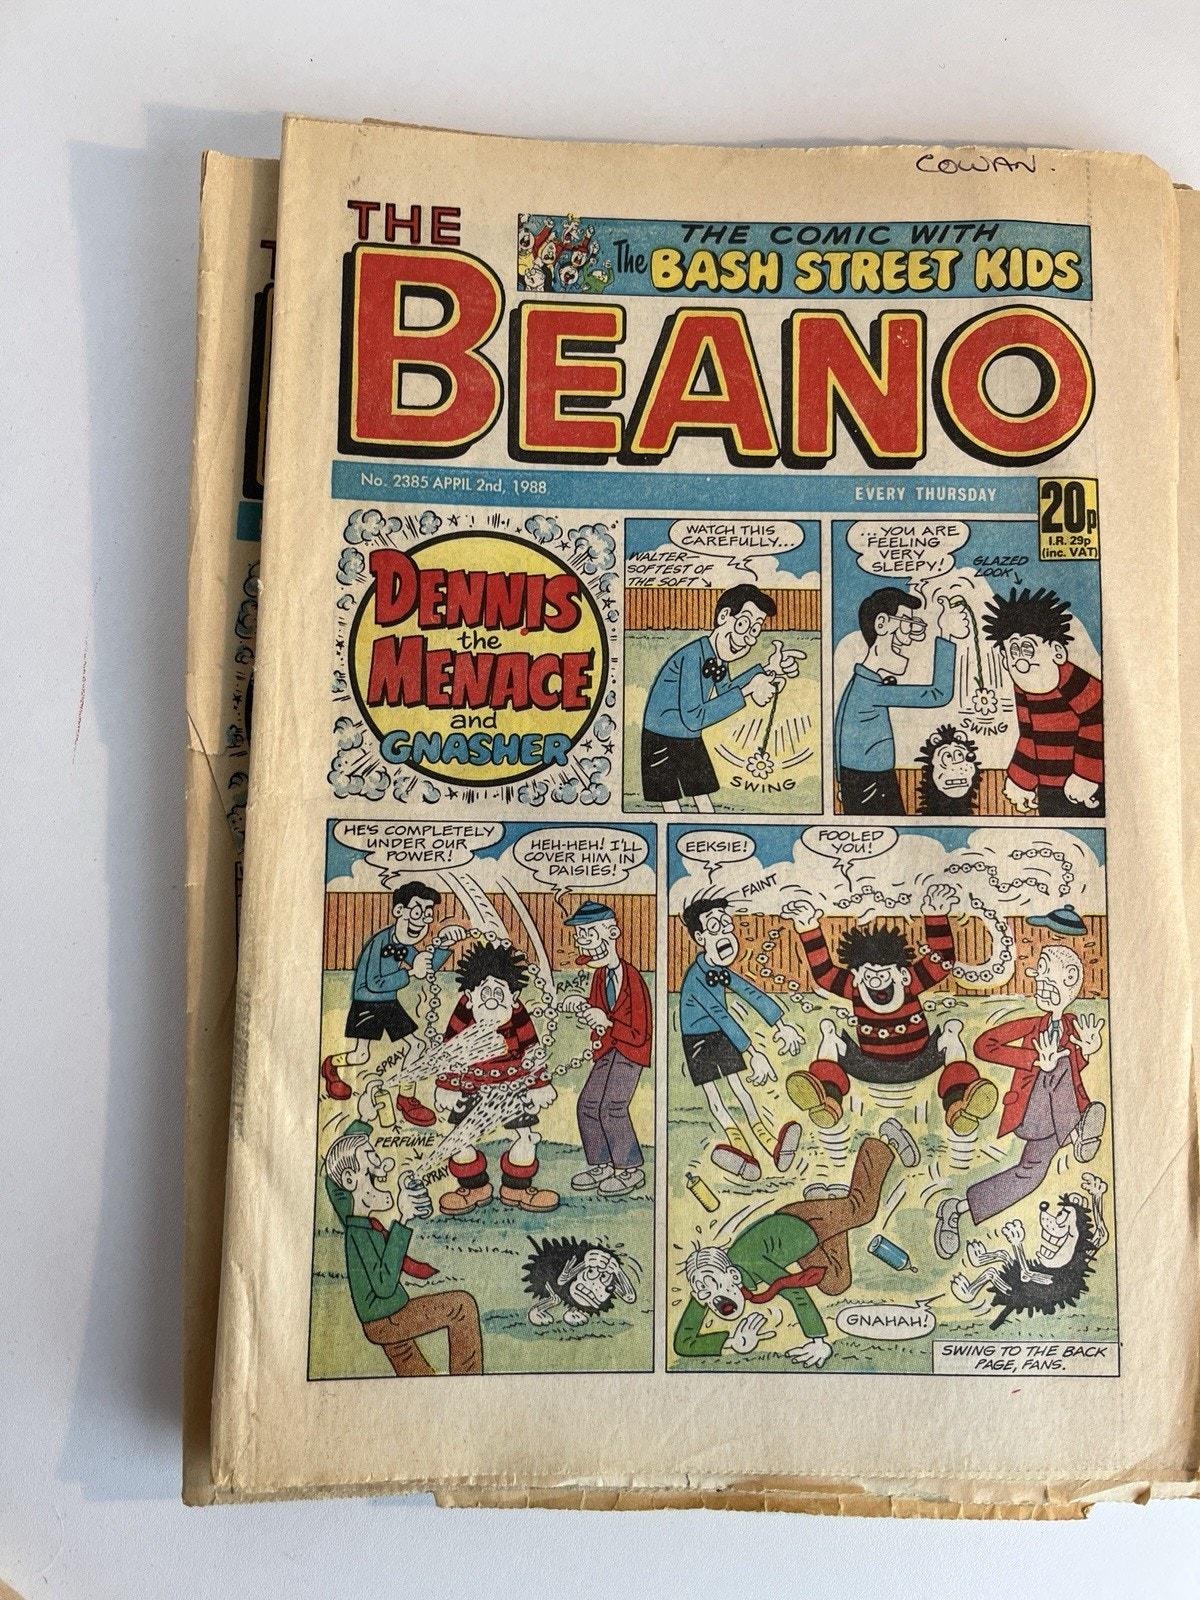 COWAN.
THE
THE COMIC WITH
The BASH STREET KIDS
BEANO
No. 2385 APRIL 2nd, 1988
EVERY THURSDAY
20p
I.R. 29p
(inc. VAT)
DENNIS
the
MENACE
and
GNASHER
WATCH THIS
CAREFULLY...
WALTER—
SOFTEST OF
THE SOFT
SWING
...YOU ARE
FEELING
VERY
SLEEPY!
GLAZED
LOOK
SWING
HE'S COMPLETELY
UNDER OUR
POWER!
HEH-HEH! I'LL
COVER HIM IN
DAISIES!
RASP
SPRAY
PERFUME
SPRAY
EEKSIE!
FAINT
FOOLED
YOU!
GNAHAH!
SWING TO THE BACK
PAGE, FANS.